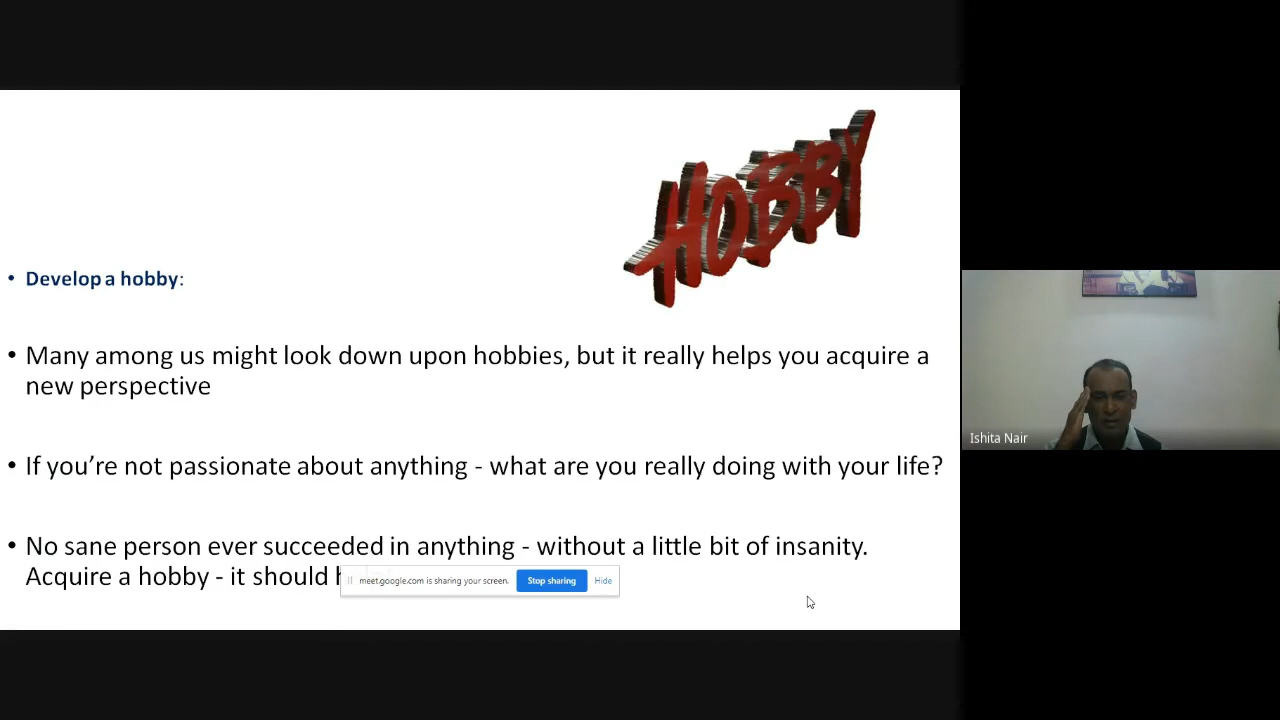 HOBBY
• Develop a hobby:
• Many among us might look down upon hobbies, but it really helps you acquire a
new perspective
• If you're not passionate about anything - what are you really doing with your life?
• No sane person ever succeeded in anything - without a little bit of insanity.
Acquire a hobby - it should
meet.google.com is sharing your screen. Stop sharing Hide
Ishita Nair